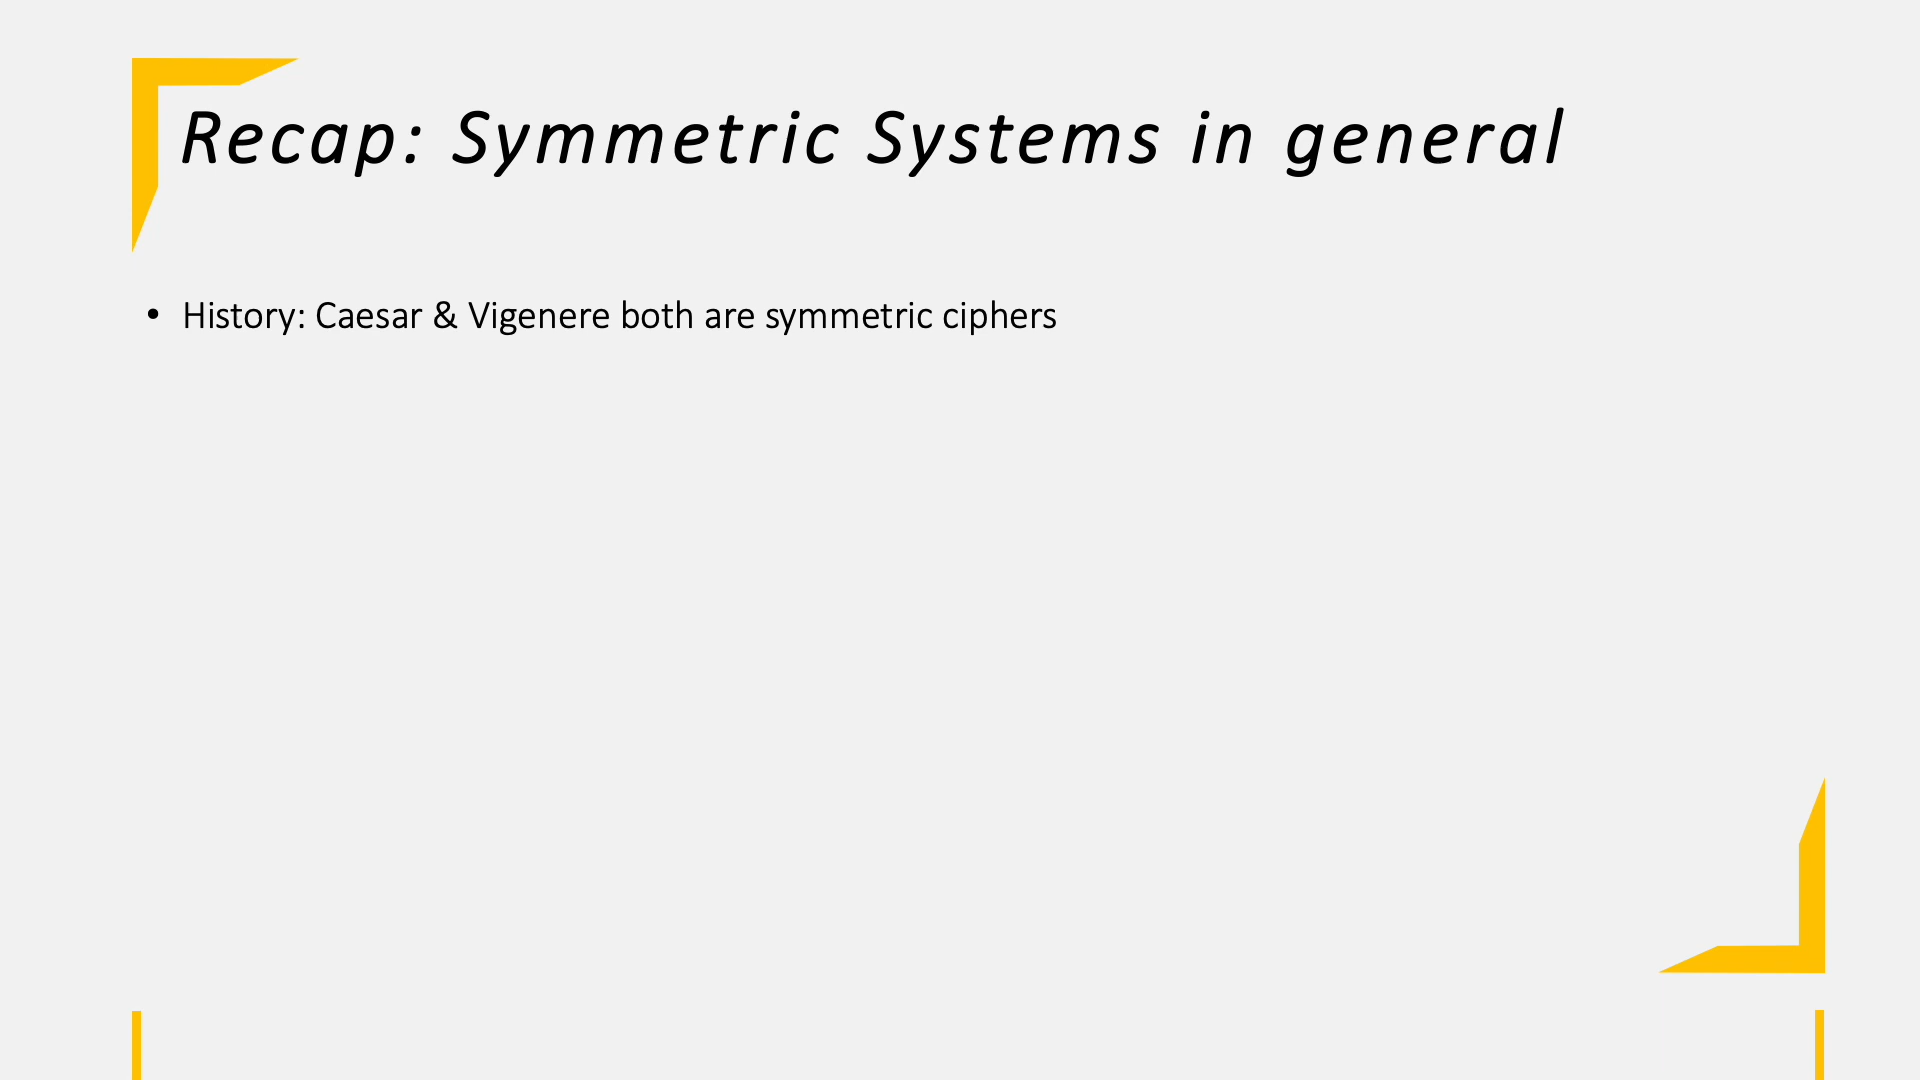 Recap: Symmetric Systems in general
• History: Caesar & Vigenere both are symmetric ciphers